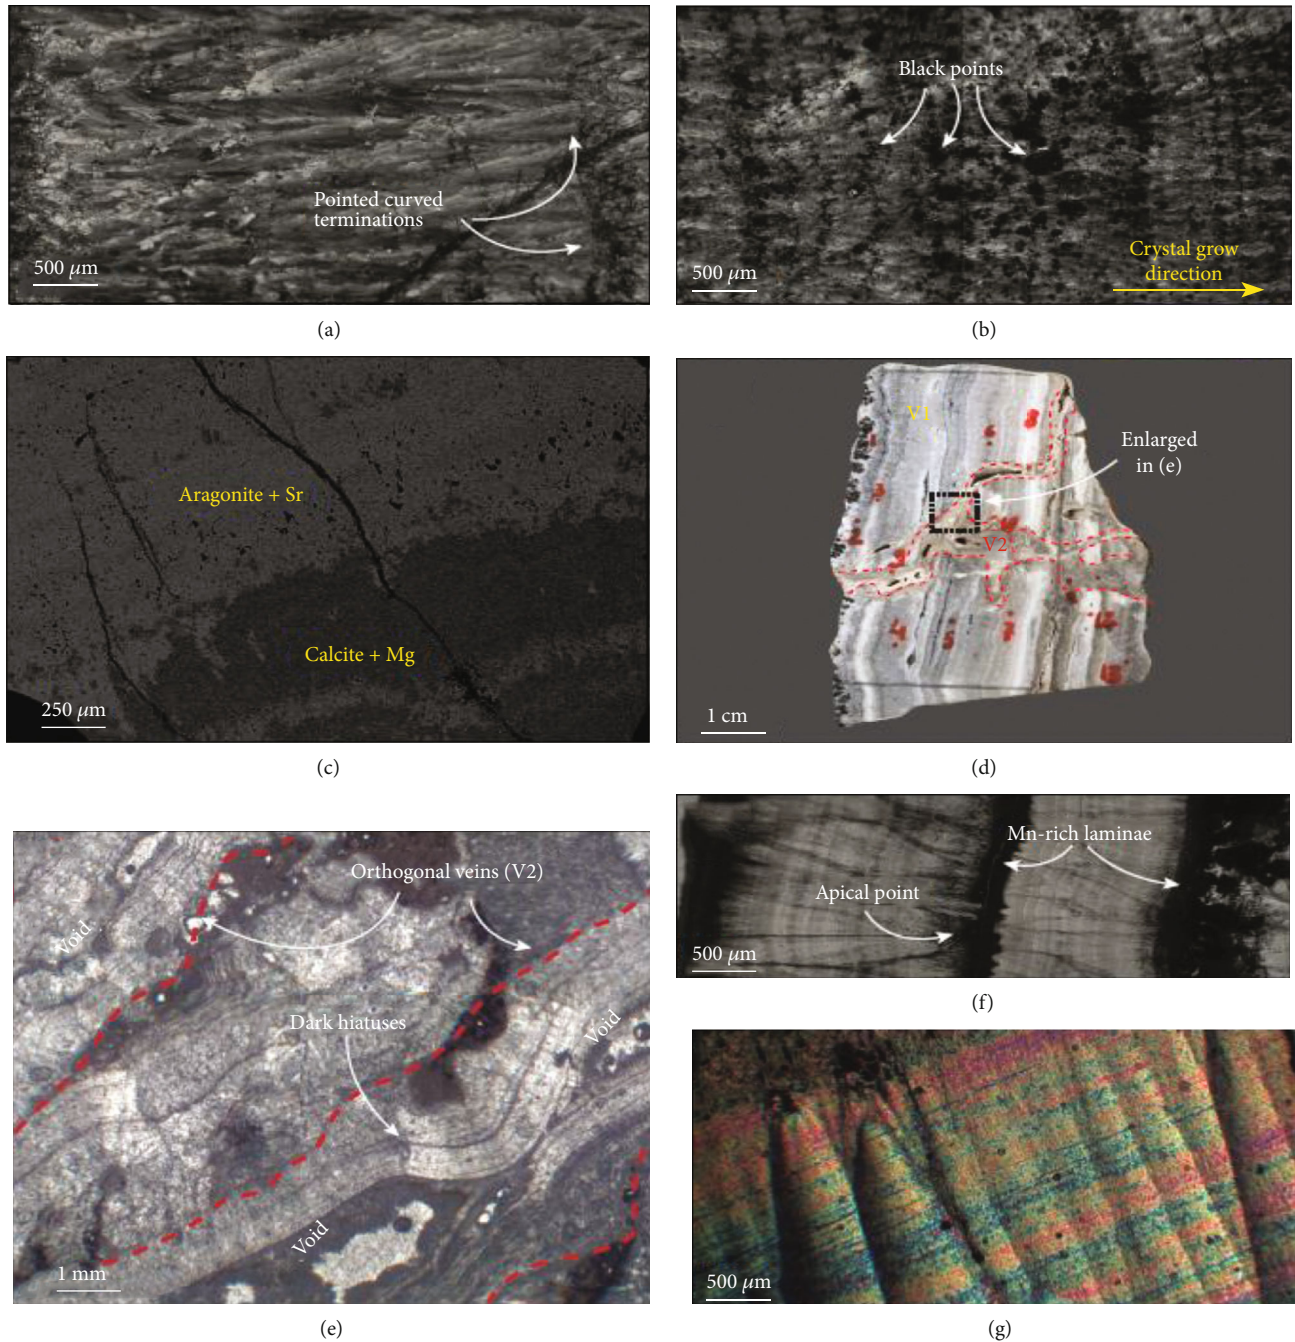 Pointed curved
terminations
500 μm
(a)
Black points
Crystal grow
direction
500 μm
(b)
Aragonite + Sr
Calcite + Mg
250 μm
(c)
V1
Enlarged
in (e)
V2
1 cm
(d)
Orthogonal veins (V2)
Void
Dark hiatuses
Void
Void
1 mm
(e)
Mn-rich laminae
Apical point
500 μm
(f)
500 μm
(g)